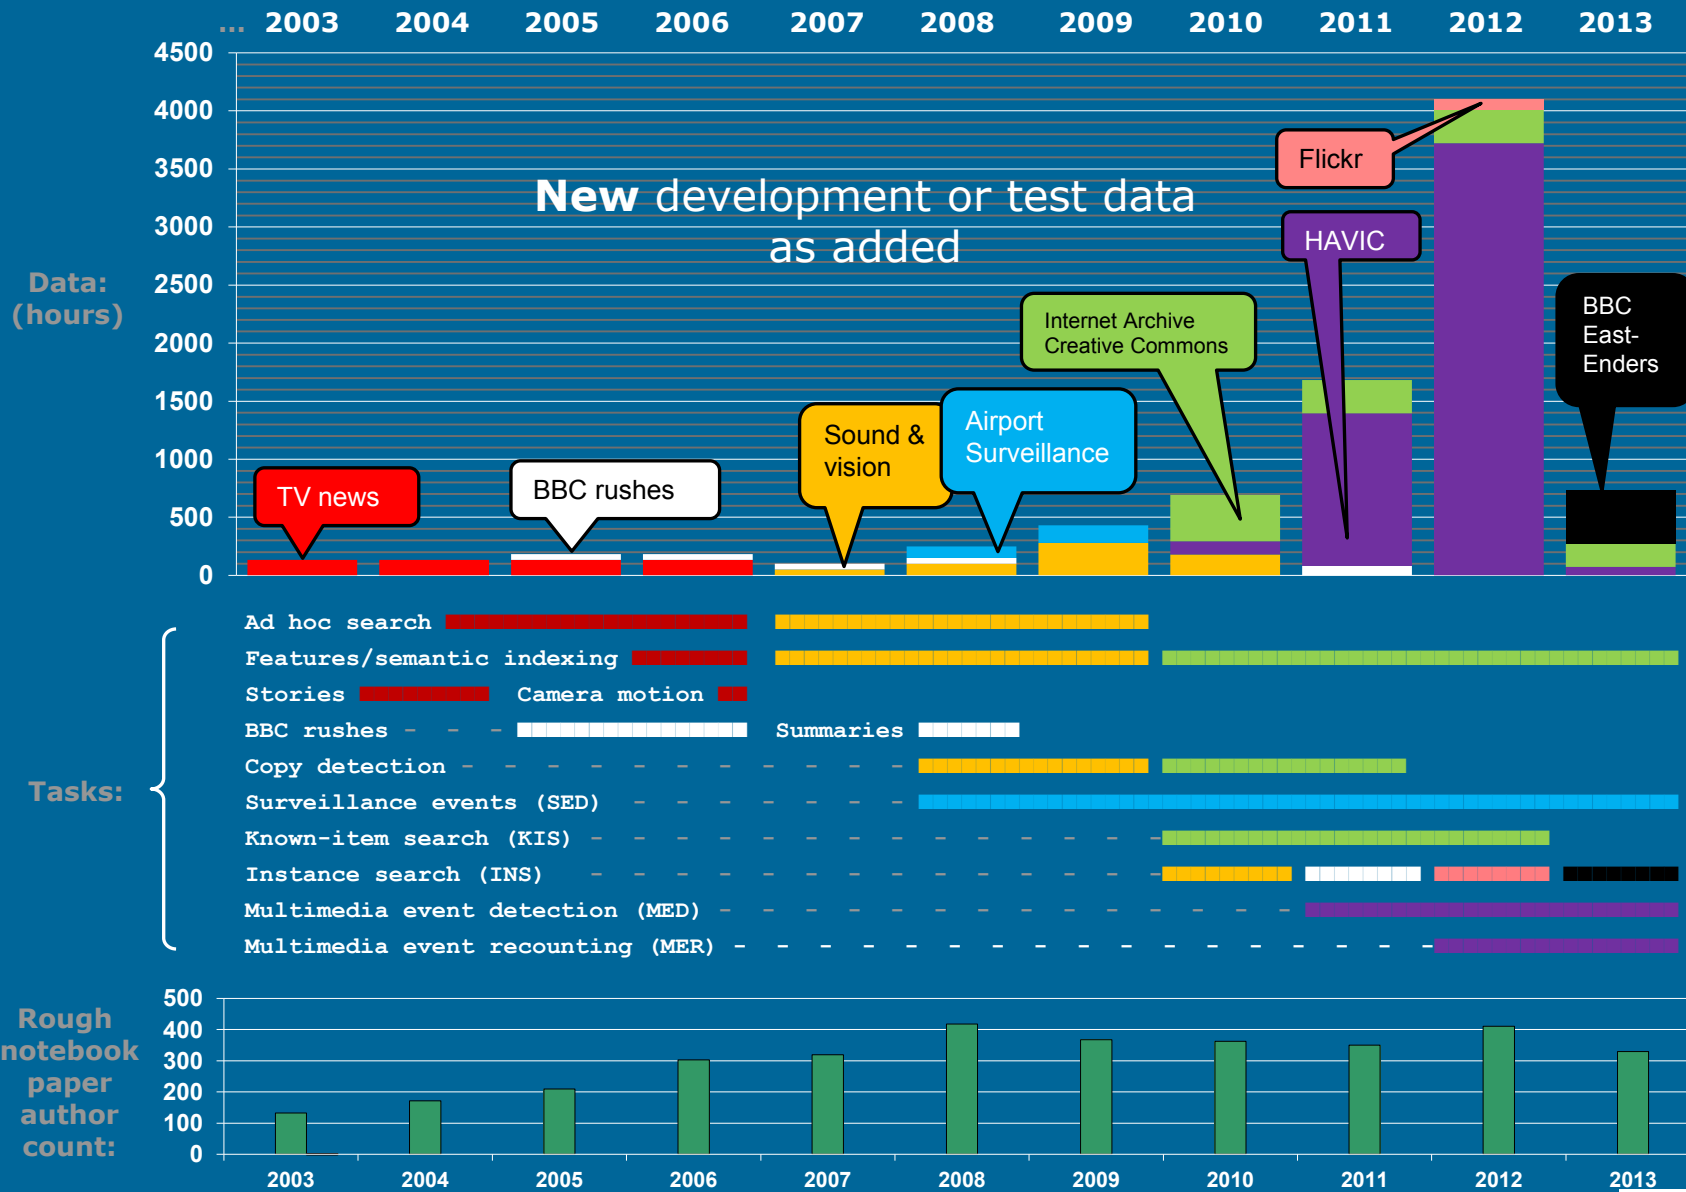 ... 2003 2004 2005 2006 2007 2008 2009 2010 2011 2012 2013
4500
4000
3500
3000
2500
2000
1500
1000
500
0
Data:
(hours)
New development or test data
as added
Flickr
HAVIC
BBC
East-
Enders
Internet Archive
Creative Commons
Airport
Surveillance
Sound &
vision
BBC rushes
TV news
Tasks:
Ad hoc search
Features/semantic indexing
Stories Camera motion
BBC rushes - - - Summaries
Copy detection - - - - - - - - - - -
Surveillance events (SED) - - - - - - -
Known-item search (KIS) - - - - - - - - - - - - - -
Instance search (INS) - - - - - - - - - - - - - -
Multimedia event detection (MED) - - - - - - - - - - - - - -
Multimedia event recounting (MER) - - - - - - - - - - - - - - - - -
Rough
notebook
paper
author
count:
500
400
300
200
100
0
2003 2004 2005 2006 2007 2008 2009 2010 2011 2012 2013